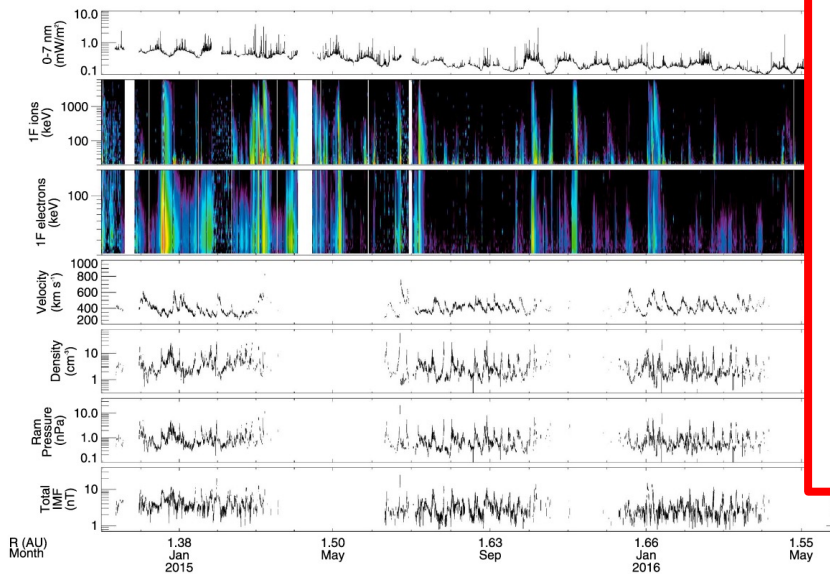 0-7 nm
(mW/m²)
1.0
0.1
1F ions
(keV)
1000
100
1F electrons
(keV)
100
Velocity
(km s⁻¹)
1000
800
600
400
200
Density
(cm⁻³)
10
1
Ram
Pressure
(nPa)
10.0
1.0
0.1
Total
IMF
(nT)
10
1
R (AU) 1.38 1.50 1.63 1.66 1.55
Month Jan May Sep Jan May
2015 2016